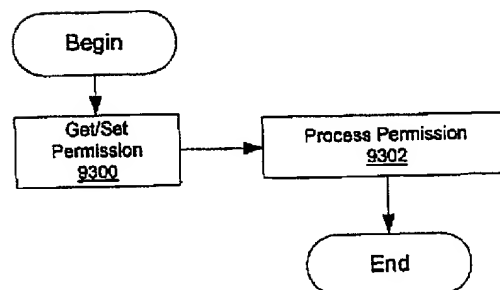 Begin
Get/Set
Permission
9300
Process Permission
9302
End